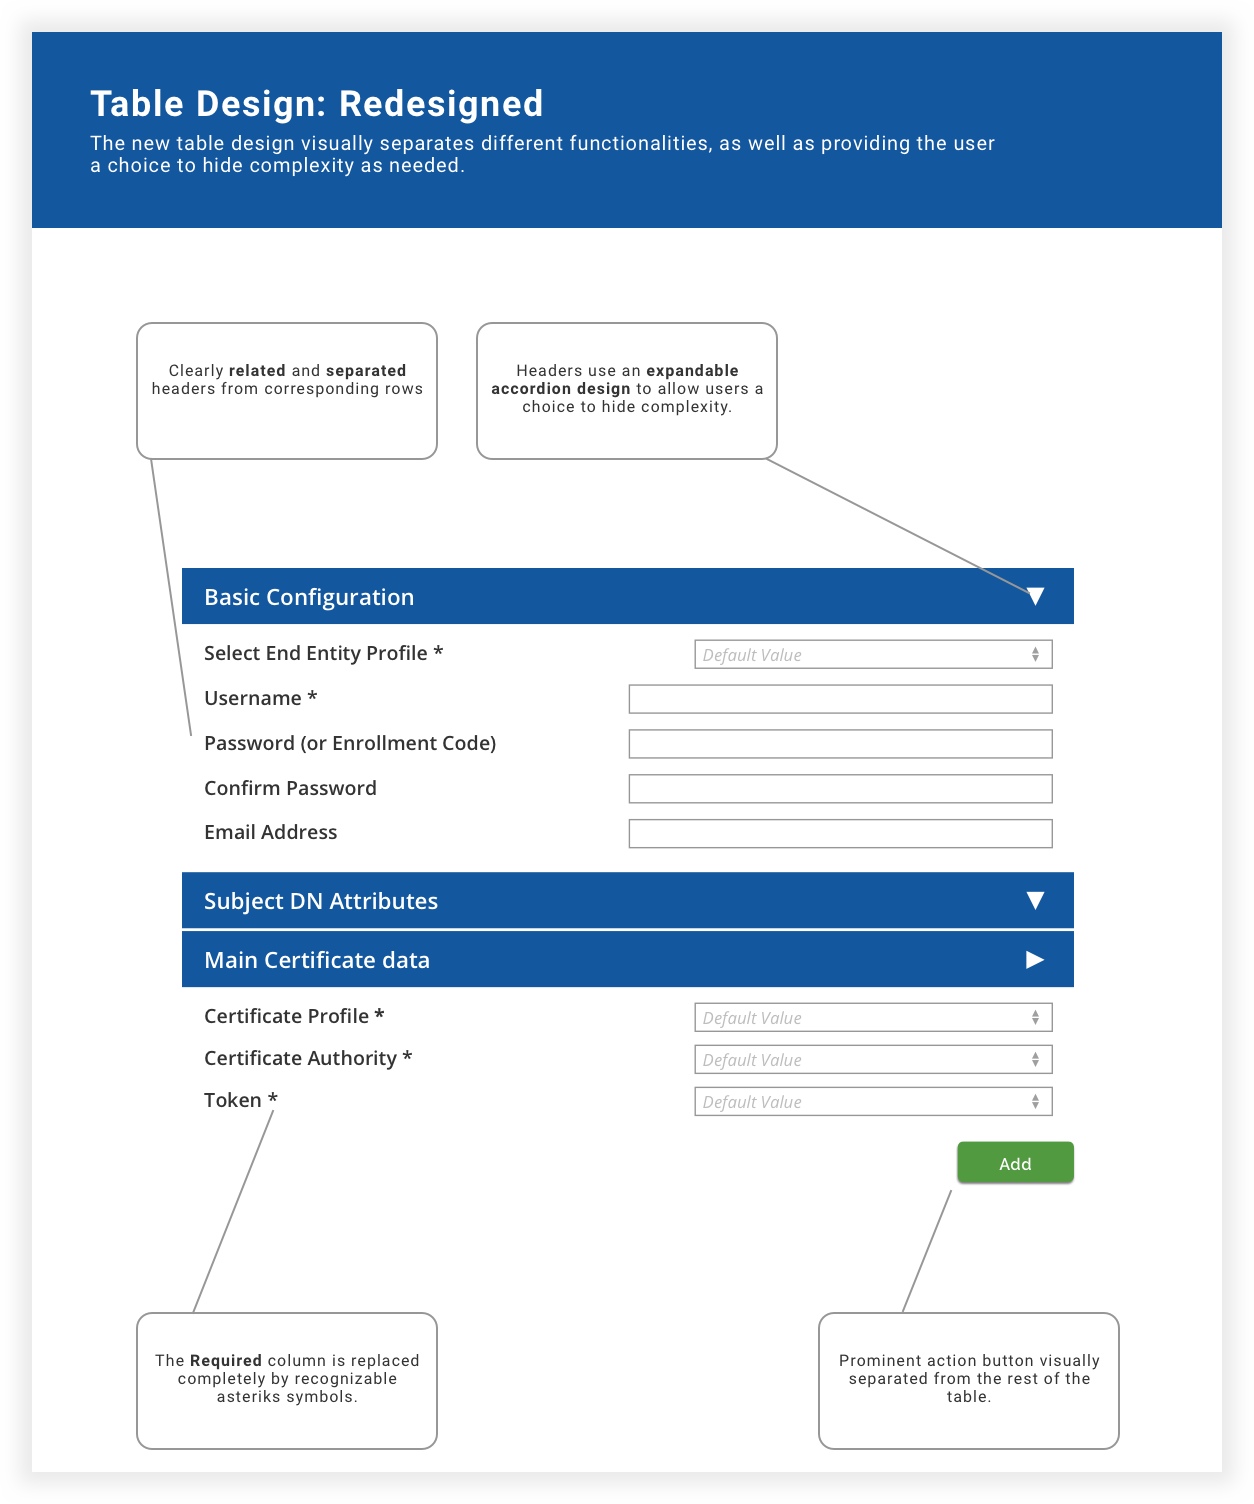 Table Design: Redesigned
The new table design visually separates different functionalities, as well as providing the user
a choice to hide complexity as needed.
Clearly related and separated
headers from corresponding rows
Headers use an expandable
accordion design to allow users a
choice to hide complexity.
Basic Configuration
Select End Entity Profile *
Default Value
Username *
Password (or Enrollment Code)
Confirm Password
Email Address
Subject DN Attributes
Main Certificate data
Certificate Profile *
Default Value
Certificate Authority *
Default Value
Token *
Default Value
Add
The Required column is replaced
completely by recognizable
asteriks symbols.
Prominent action button visually
separated from the rest of the
table.